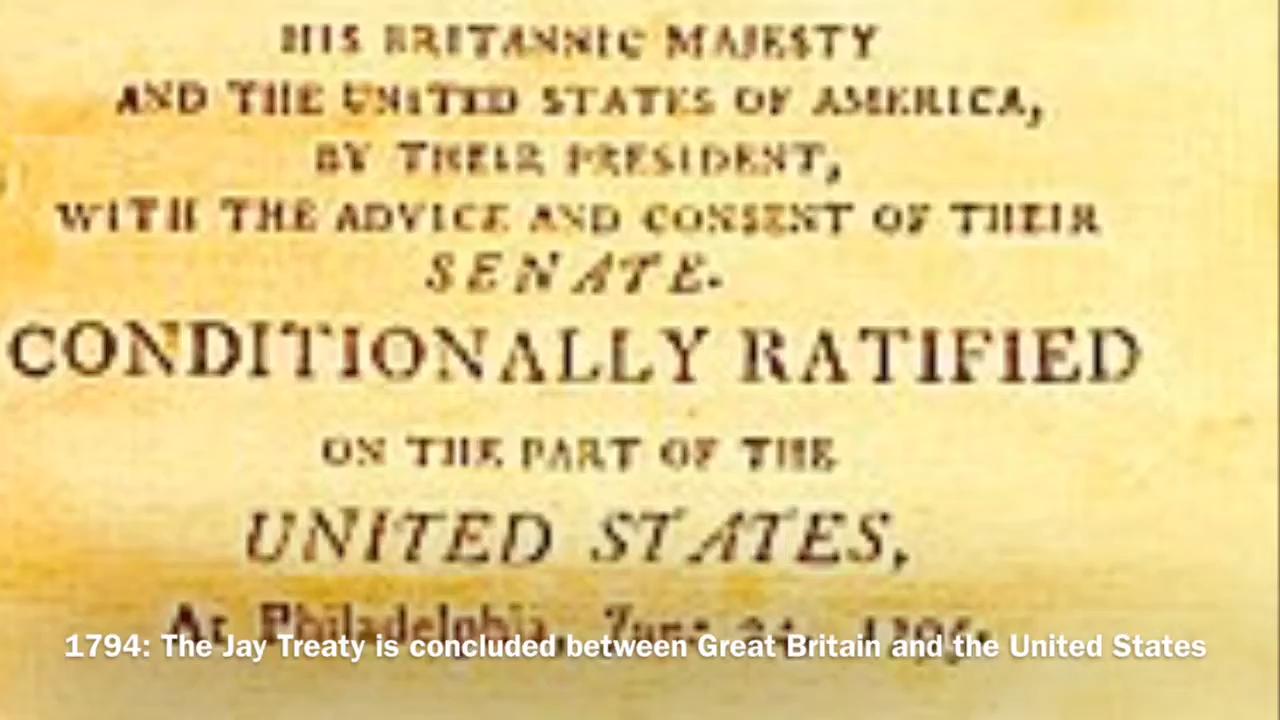 HIS BRITANNIC MAJESTY
AND THE UNITED STATES OF AMERICA,
BY THEIR PRESIDENT,
WITH THE ADVICE AND CONSENT OF THEIR
SENATE.
CONDITIONALLY RATIFIED
ON THE PART OF THE
UNITED STATES,
At Philadelphia, June
1794: The Jay Treaty is concluded between Great Britain and the United States